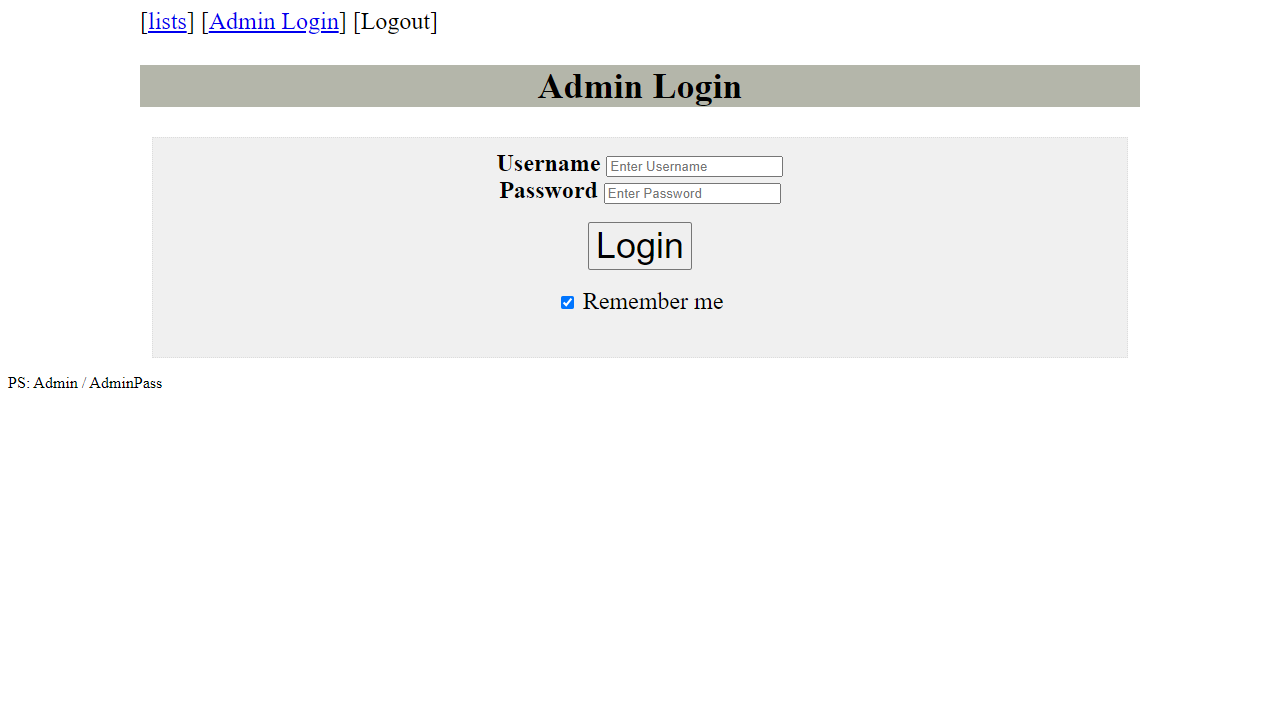 [lists] [Admin Login] [Logout]
Admin Login
Username Enter Username
Password Enter Password
Login
Remember me
PS: Admin / AdminPass